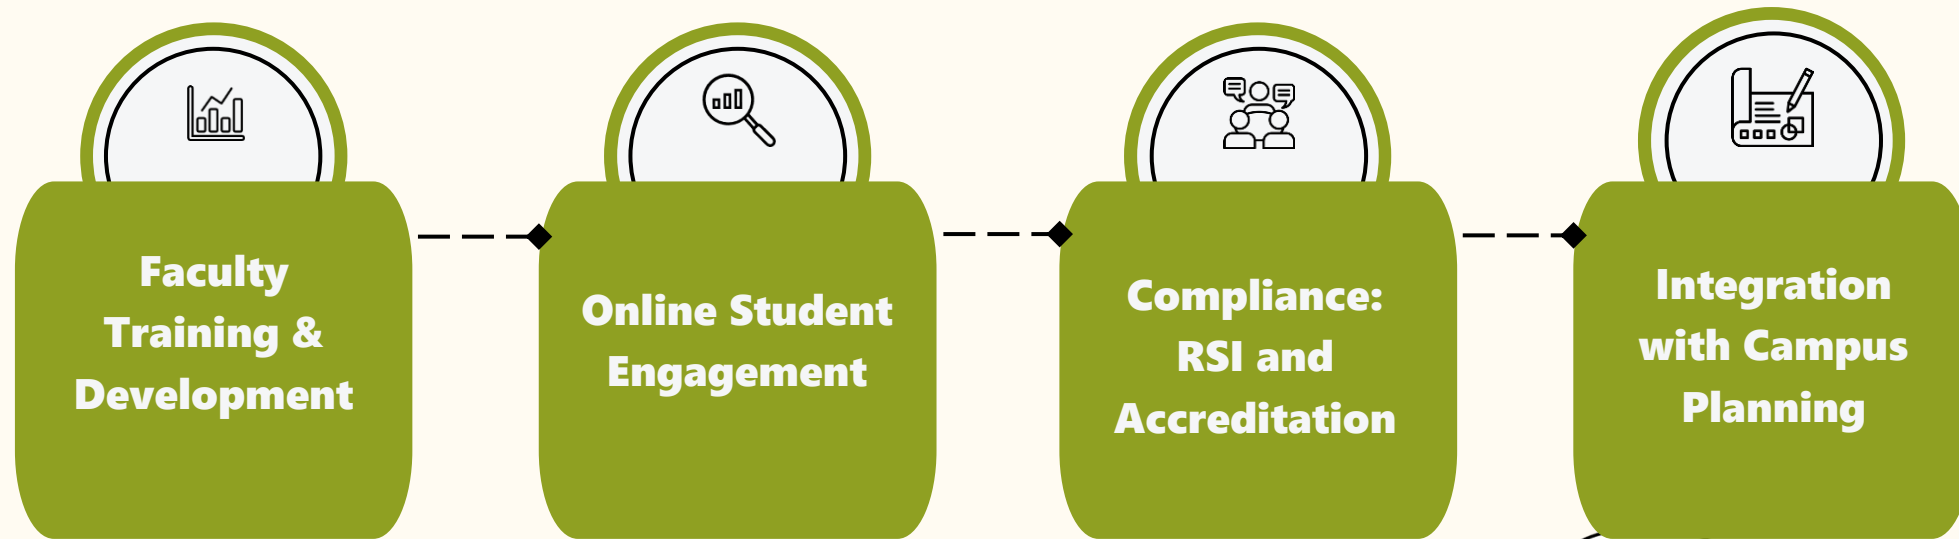 Faculty
Training &
Development
Online Student
Engagement
Compliance:
RSI and
Accreditation
Integration
with Campus
Planning